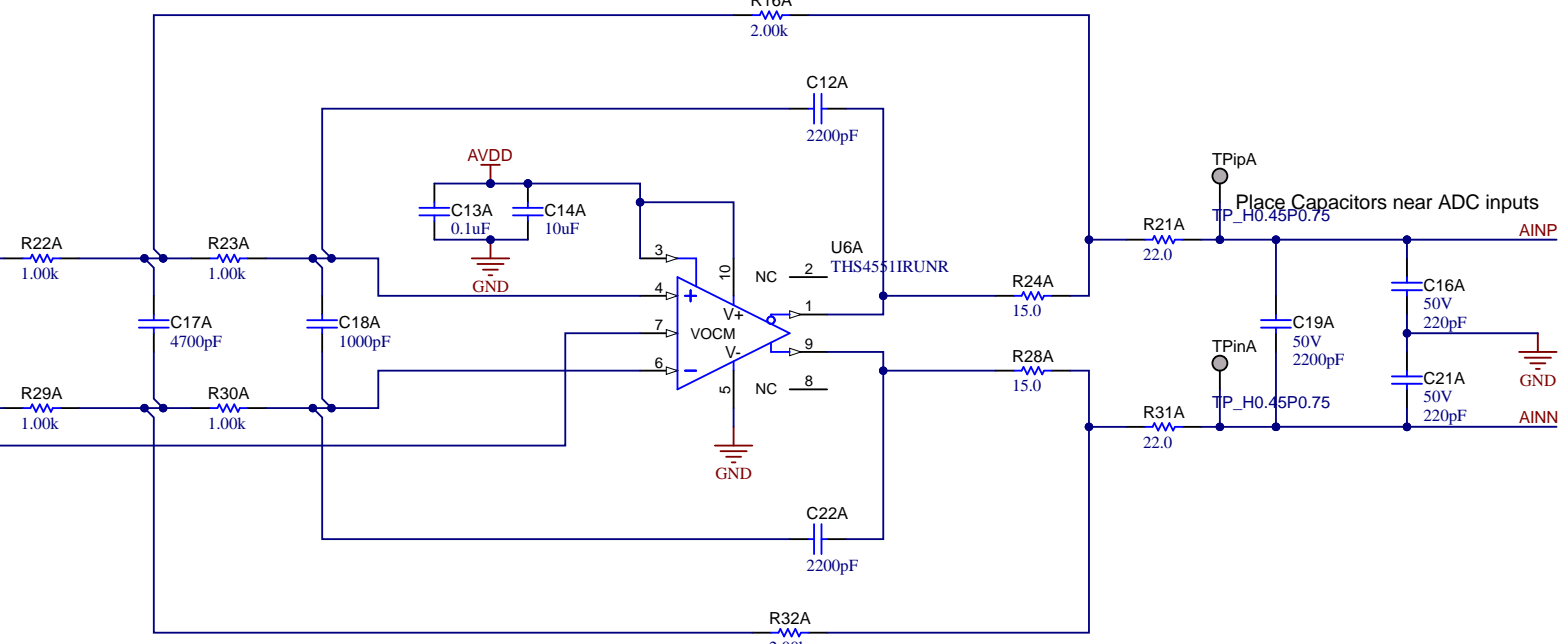 R16A
2.00k
C12A
2200pF
AVDD
C13A
0.1uF
C14A
10uF
GND
TPipA
Place Capacitors near ADC inputs
TP_H0.45P0.75
R21A
22.0
AINP
R22A
1.00k
R23A
1.00k
U6A
THS4551IRUNR
3
10
NC
2
4
V+
1
7
VOCM
V-
9
6
5
NC
8
GND
R24A
15.0
C16A
50V
220pF
C17A
4700pF
C18A
1000pF
C19A
50V
2200pF
TPinA
GND
R28A
15.0
C21A
50V
220pF
R29A
1.00k
R30A
1.00k
TP_H0.45P0.75
R31A
22.0
AINN
C22A
2200pF
R32A